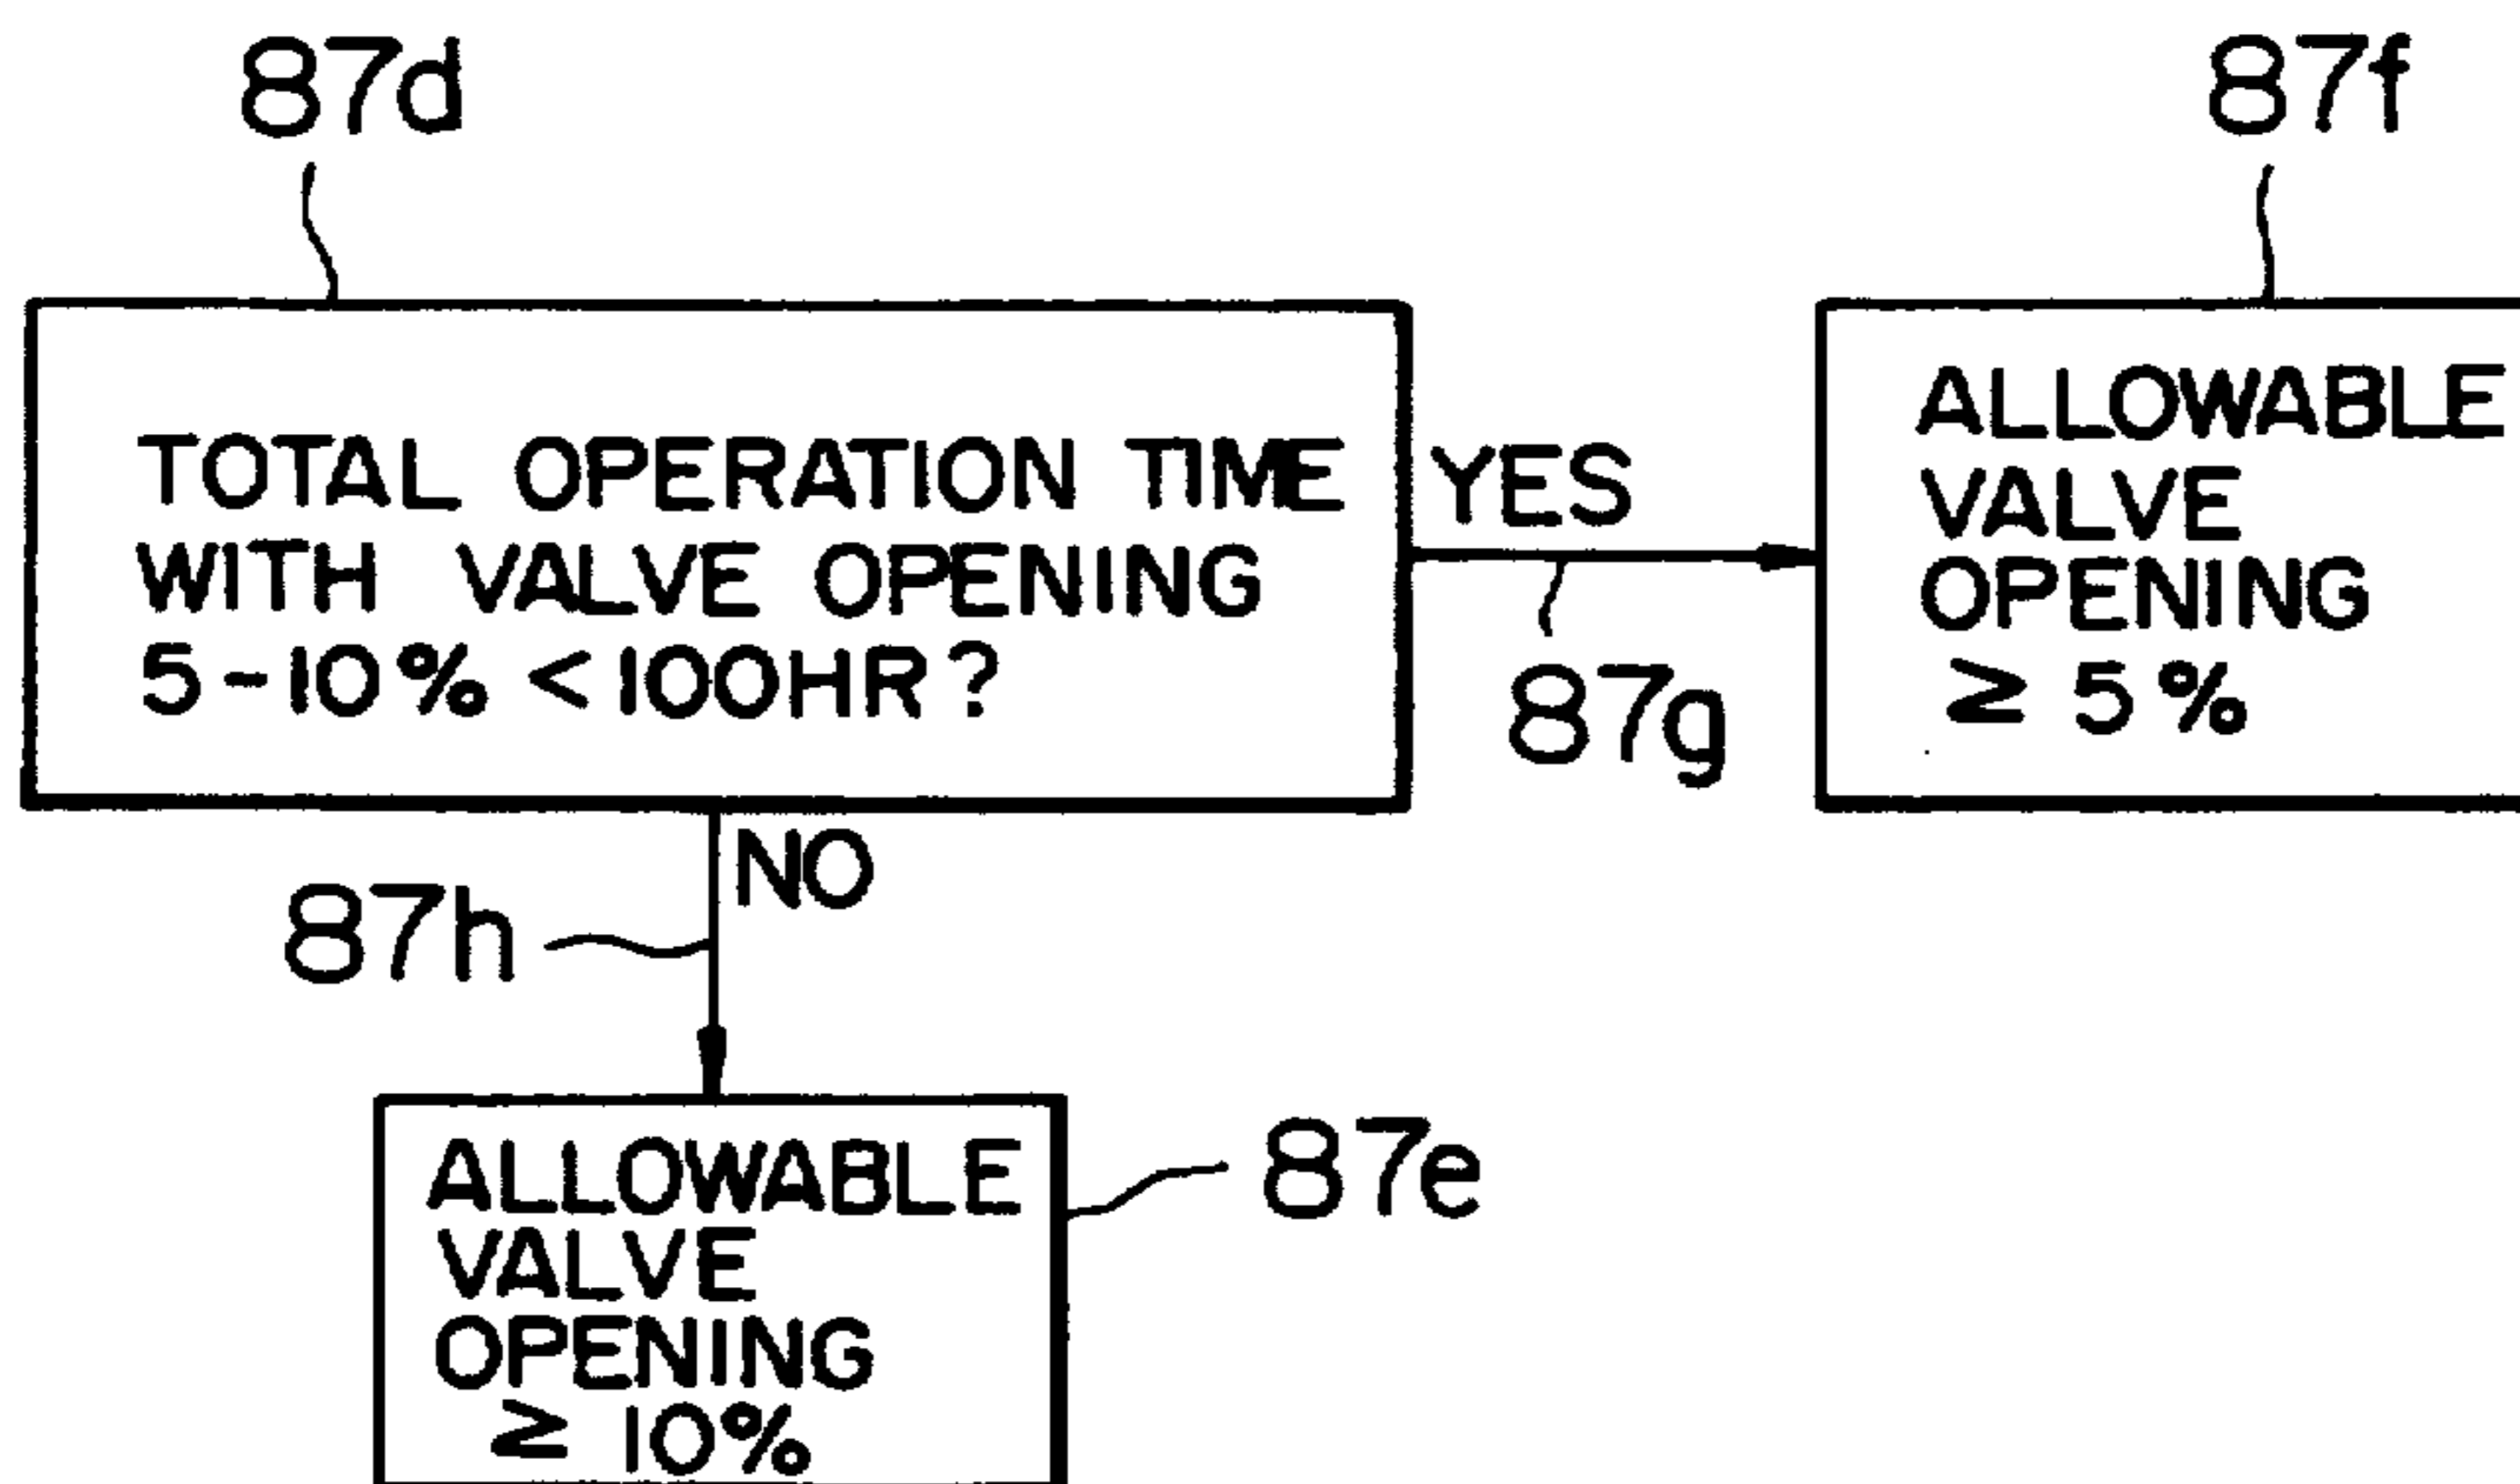 87d
87f
TOTAL OPERATION TIME
WITH VALVE OPENING
5-10% <100HR?
YES
87g
ALLOWABLE
VALVE
OPENING
≥ 5%
NO
87h
ALLOWABLE
VALVE
OPENING
≥ 10%
87e